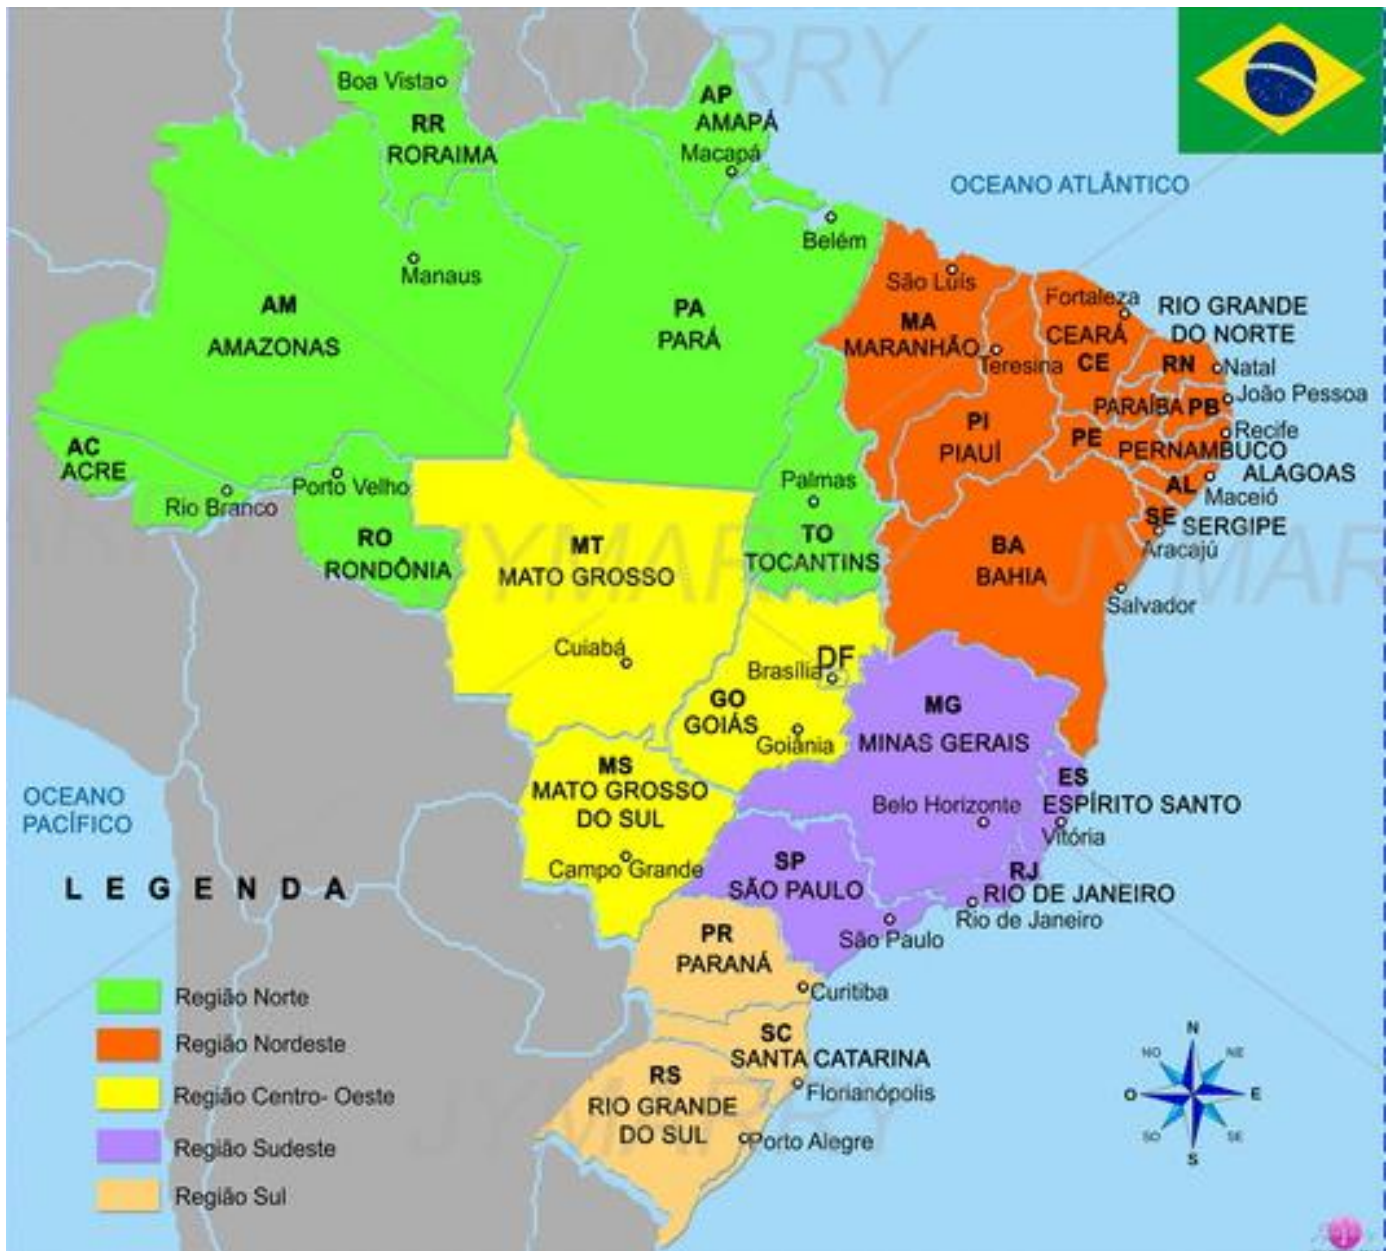 Boa Vista
RR
RORAIMA
AP
AMAPÁ
Macapá
OCEANO ATLÂNTICO
Belém
Manaus
AM
AMAZONAS
PA
PARÁ
São Luís
MA
MARANHÃO
Teresina
Fortaleza
CEARÁ
CE
RIO GRANDE
DO NORTE
RN
Natal
João Pessoa
PARAÍBA PB
Recife
PI
PIAUÍ
PE
PERNAMBUCO
ALAGOAS
AL
Maceió
SE
SERGIPE
Aracajú
AC
ACRE
Rio Branco
Porto Velho
RO
RONDÔNIA
MT
MATO GROSSO
Cuiabá
Palmas
TO
TOCANTINS
BA
BAHIA
Salvador
DF
Brasília
GO
GOIÁS
Goiânia
MG
MINAS GERAIS
Belo Horizonte
ES
ESPÍRITO SANTO
Vitória
MS
MATO GROSSO
DO SUL
Campo Grande
SP
SÃO PAULO
São Paulo
RJ
RIO DE JANEIRO
Rio de Janeiro
OCEANO
PACÍFICO
PR
PARANÁ
Curitiba
SC
SANTA CATARINA
Florianópolis
RS
RIO GRANDE
DO SUL
Porto Alegre
LEGENDA
Região Norte
Região Nordeste
Região Centro- Oeste
Região Sudeste
Região Sul
N
NO
NE
O
E
SO
SE
S
JYMARRY